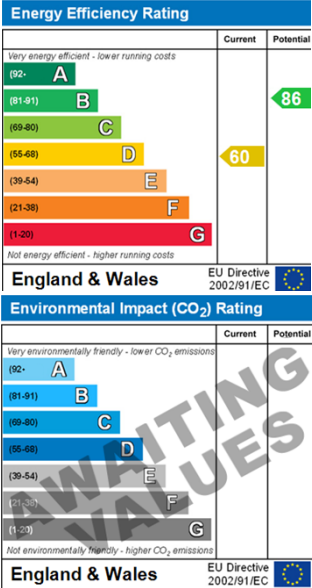 Energy Efficiency Rating
Current Potential
Very energy efficient - lower running costs
(92- A
(81-91) B
86
(69-80) C
(55-68) D
60
(39-54) E
(21-38) F
(1-20) G
Not energy efficient - higher running costs
England & Wales
EU Directive
2002/91/EC
Environmental Impact (CO₂) Rating
Current Potential
Very environmentally friendly - lower CO₂ emissions
(92- A
(81-91) B
(69-80) C
(55-68) D
(39-54) E
(21-38) F
(1-20) G
AWAITING
VALUES
Not environmentally friendly - higher CO₂ emissions
England & Wales
EU Directive
2002/91/EC